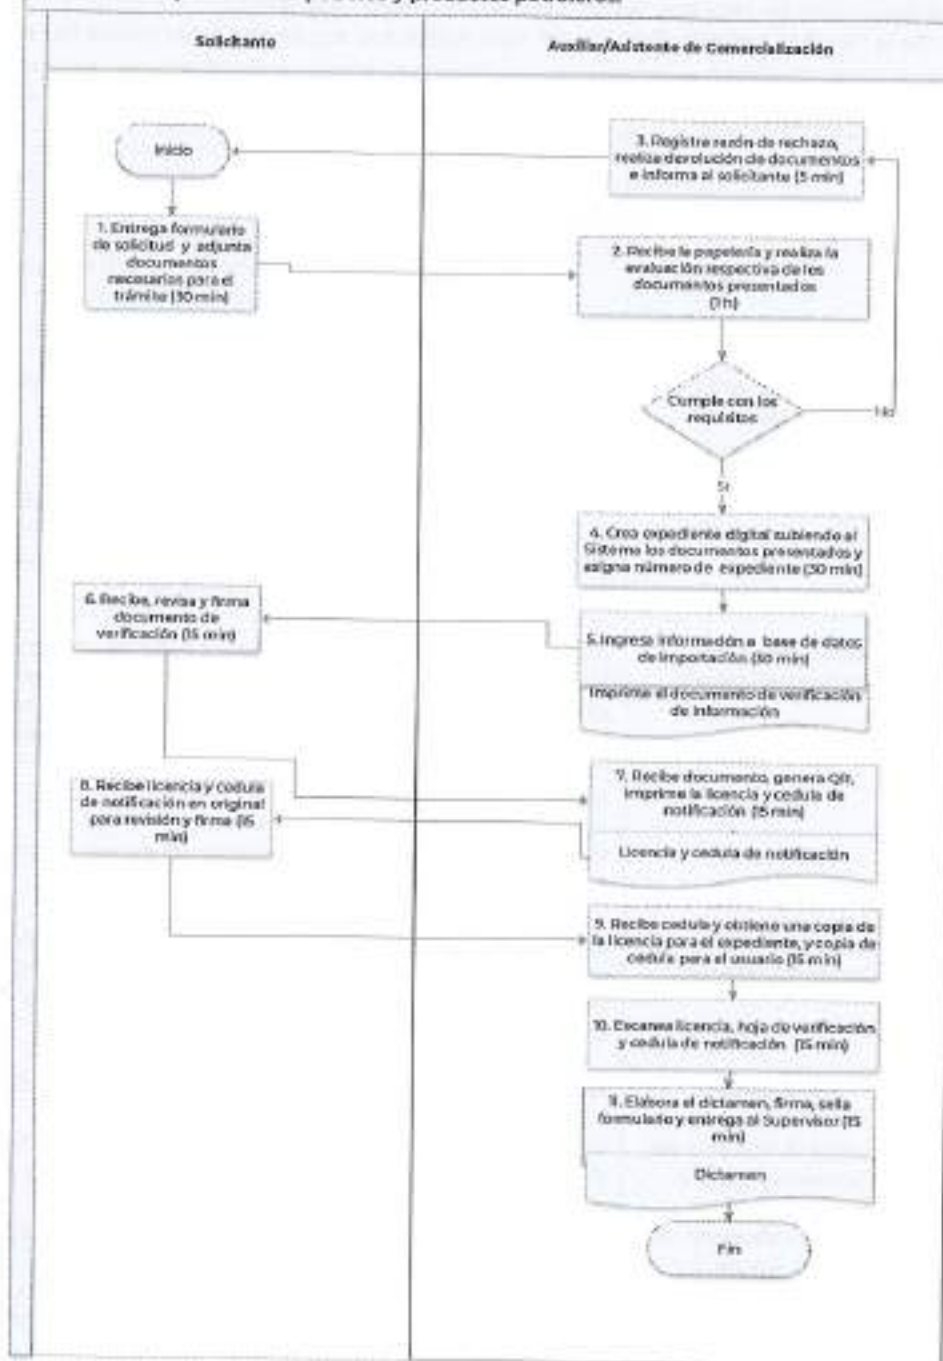 y productos petroleros
Solicitante
Auxiliar/Asistente de Comercialización
Inicio
3. Registra razón de rechazo,
realiza devolución de documentos
e informa al solicitante (5 min)
1. Entrega formulario
de solicitud y adjunta
documentos
necesarios para el
trámite (30 min)
2. Recibe la papelería y realiza la
evaluación respectiva de los
documentos presentados
(1 h)
Cumple con los
requisitos
No
Si
4. Crea expediente digital subiendo al
Sistema los documentos presentados y
asigna número de expediente (30 min)
6. Recibe, revisa y firma
documento de
verificación (15 min)
5. Ingresa información a base de datos
de importación (30 min)
Imprime el documento de verificación
de información
8. Recibe licencia y cedula
de notificación en original
para revisión y firma (15
min)
7. Recibe documento, genera QR,
imprime la licencia y cedula de
notificación (15 min)
Licencia y cedula de notificación
9. Recibe cedula y obtiene una copia de
la licencia para el expediente, y copia de
cedula para el usuario (15 min)
10. Escanea licencia, hoja de verificación
y cedula de notificación (15 min)
11. Elabora el dictamen, firma, sella
formulario y entrega al Supervisor (15
min)
Dictamen
Fin